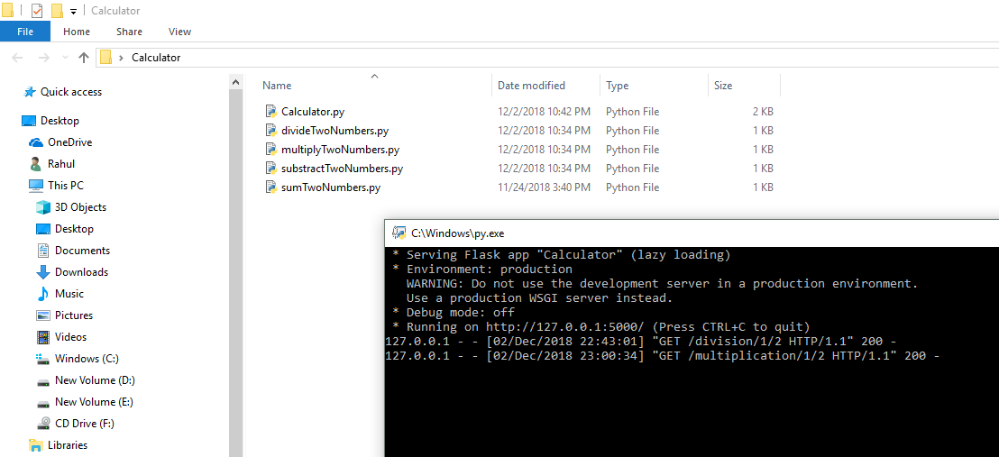 Calculator
File Home Share View
Calculator
Quick access
Desktop
OneDrive
Rahul
This PC
3D Objects
Desktop
Documents
Downloads
Music
Pictures
Videos
Windows (C:)
New Volume (D:)
New Volume (E:)
CD Drive (F:)
Libraries
Name Date modified Type Size
Calculator.py 12/2/2018 10:42 PM Python File 2 KB
divideTwoNumbers.py 12/2/2018 10:34 PM Python File 1 KB
multiplyTwoNumbers.py 12/2/2018 10:34 PM Python File 1 KB
substractTwoNumbers.py 12/2/2018 10:34 PM Python File 1 KB
sumTwoNumbers.py 11/24/2018 3:40 PM Python File 1 KB
C:\Windows\py.exe
* Serving Flask app "Calculator" (lazy loading)
* Environment: production
WARNING: Do not use the development server in a production environment.
Use a production WSGI server instead.
* Debug mode: off
* Running on http://127.0.0.1:5000/ (Press CTRL+C to quit)
127.0.0.1 - - [02/Dec/2018 22:43:01] "GET /division/1/2 HTTP/1.1" 200 -
127.0.0.1 - - [02/Dec/2018 23:00:34] "GET /multiplication/1/2 HTTP/1.1" 200 -